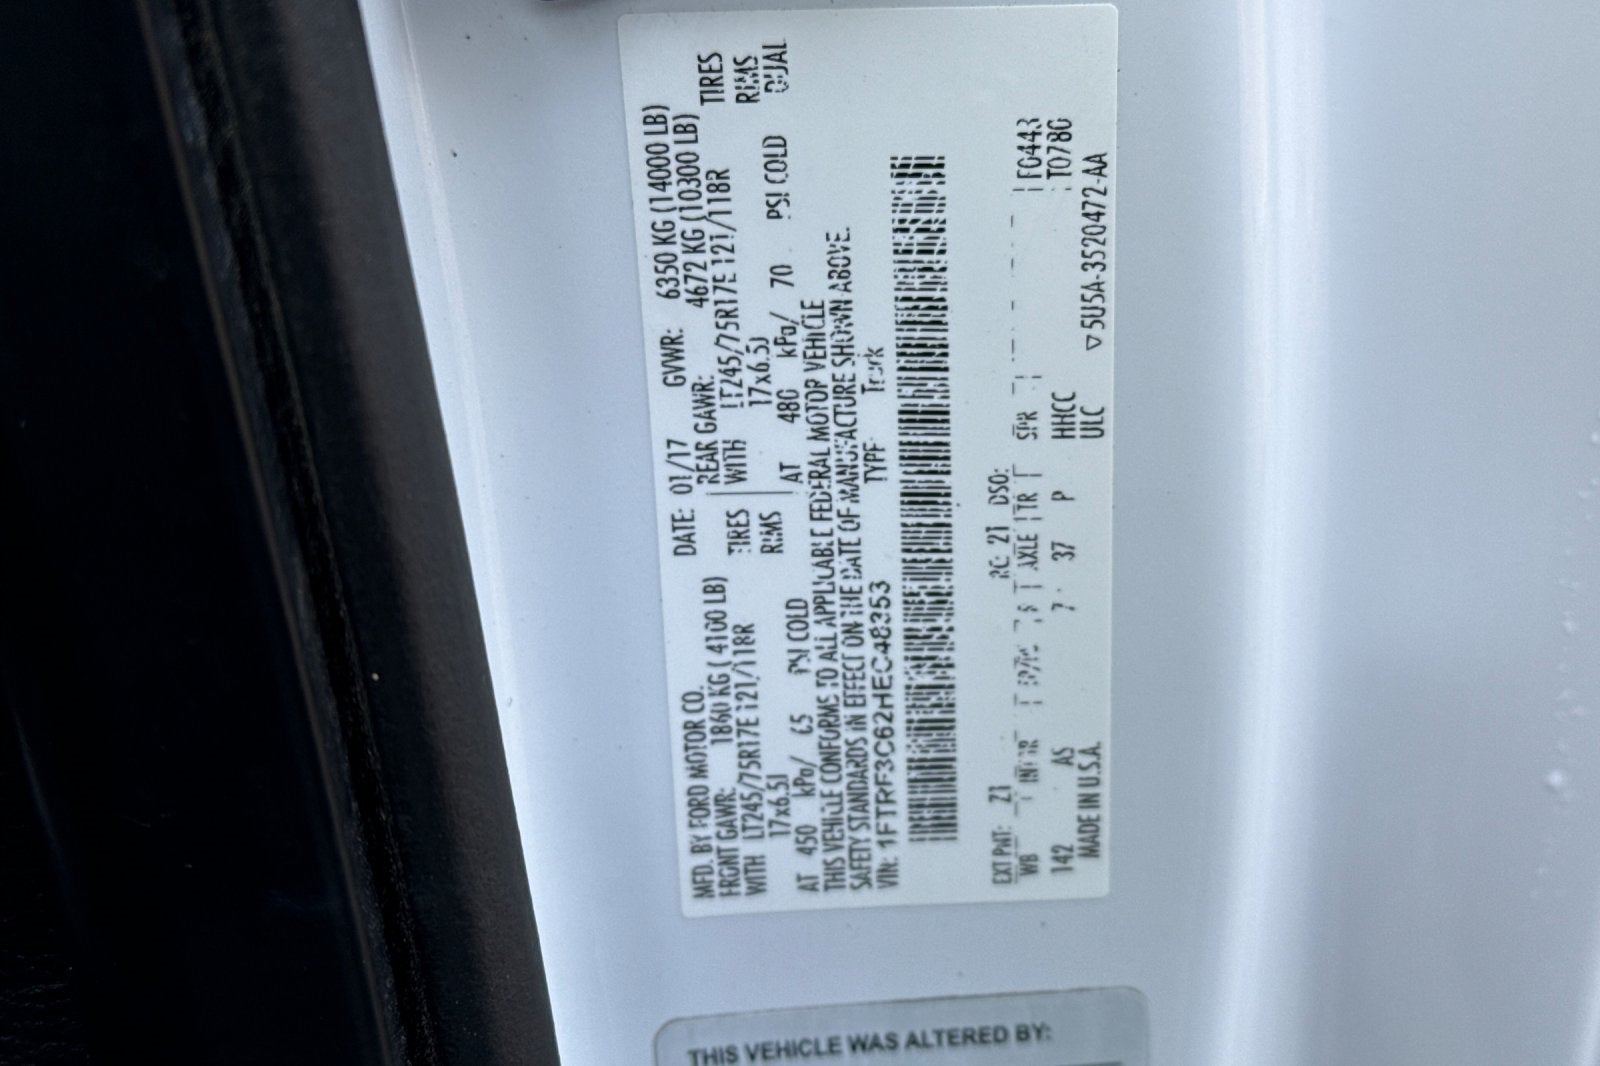 MFD. BY FORD MOTOR CO.
DATE: 01/17 GVWR: 6350 KG (14000 LB)
FRONT GAWR: 1860 KG ( 4100 LB) REAR GAWR: 4672 KG (10300 LB)
WITH LT245/75R17E 121/118R TIRES WITH LT245/75R17E 121/118R TIRES
17x6.5J RIMS 17x6.5J RIMS
AT 450 kPa/ 65 PSI COLD AT 480 kPa/ 70 PSI COLD DUAL
THIS VEHICLE CONFORMS TO ALL APPLICABLE FEDERAL MOTOR VEHICLE
SAFETY STANDARDS IN EFFECT ON THE DATE OF MANUFACTURE SHOWN ABOVE.
VIN: 1FTRF3C62HEC48353 TYPE: Truck
EXT PNT: Z1 RC: 21 DSO: F0443
WB INT TR AXLE TR SPR T0780
142 AS 7 37 P HHCC
MADE IN U.S.A. ULC ▽5U5A-3520472-AA
THIS VEHICLE WAS ALTERED BY: